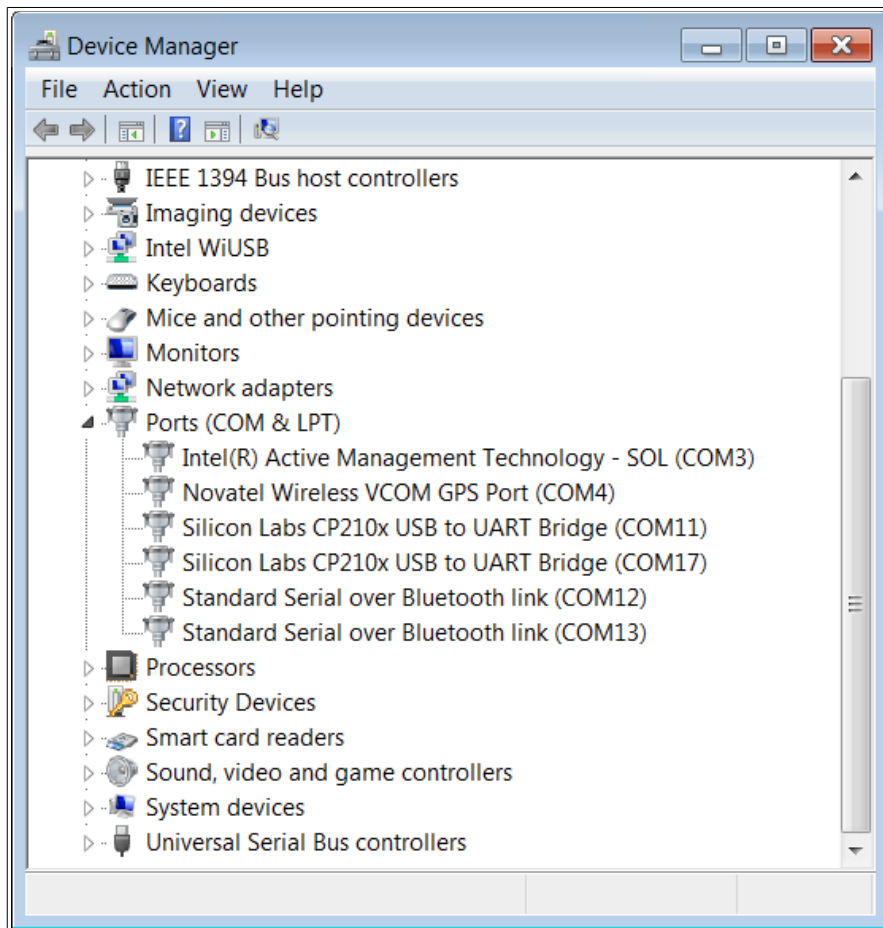 Device Manager
File Action View Help
IEEE 1394 Bus host controllers
Imaging devices
Intel WiUSB
Keyboards
Mice and other pointing devices
Monitors
Network adapters
Ports (COM & LPT)
Intel(R) Active Management Technology - SOL (COM3)
Novatel Wireless VCOM GPS Port (COM4)
Silicon Labs CP210x USB to UART Bridge (COM11)
Silicon Labs CP210x USB to UART Bridge (COM17)
Standard Serial over Bluetooth link (COM12)
Standard Serial over Bluetooth link (COM13)
Processors
Security Devices
Smart card readers
Sound, video and game controllers
System devices
Universal Serial Bus controllers